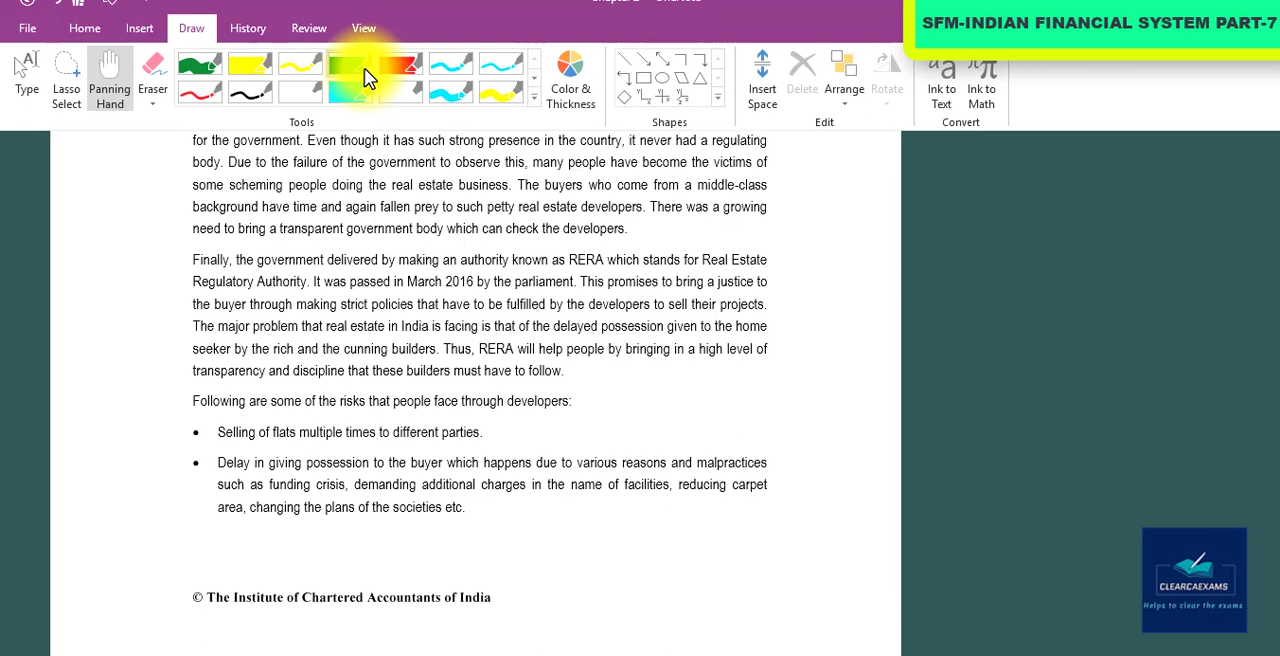 SFM-INDIAN FINANCIAL SYSTEM PART-7
File Home Insert Draw History Review View
Type Lasso Select Panning Hand Eraser Color & Thickness Insert Space Delete Arrange Rotate Ink to Text Ink to Math
Tools Shapes Edit Convert
for the government. Even though it has such strong presence in the country, it never had a regulating
body. Due to the failure of the government to observe this, many people have become the victims of
some scheming people doing the real estate business. The buyers who come from a middle-class
background have time and again fallen prey to such petty real estate developers. There was a growing
need to bring a transparent government body which can check the developers.
Finally, the government delivered by making an authority known as RERA which stands for Real Estate
Regulatory Authority. It was passed in March 2016 by the parliament. This promises to bring a justice to
the buyer through making strict policies that have to be fulfilled by the developers to sell their projects.
The major problem that real estate in India is facing is that of the delayed possession given to the home
seeker by the rich and the cunning builders. Thus, RERA will help people by bringing in a high level of
transparency and discipline that these builders must have to follow.
Following are some of the risks that people face through developers:
• Selling of flats multiple times to different parties.
• Delay in giving possession to the buyer which happens due to various reasons and malpractices
such as funding crisis, demanding additional charges in the name of facilities, reducing carpet
area, changing the plans of the societies etc.
© The Institute of Chartered Accountants of India
CLEARCAEXAMS
Helps to clear the exams